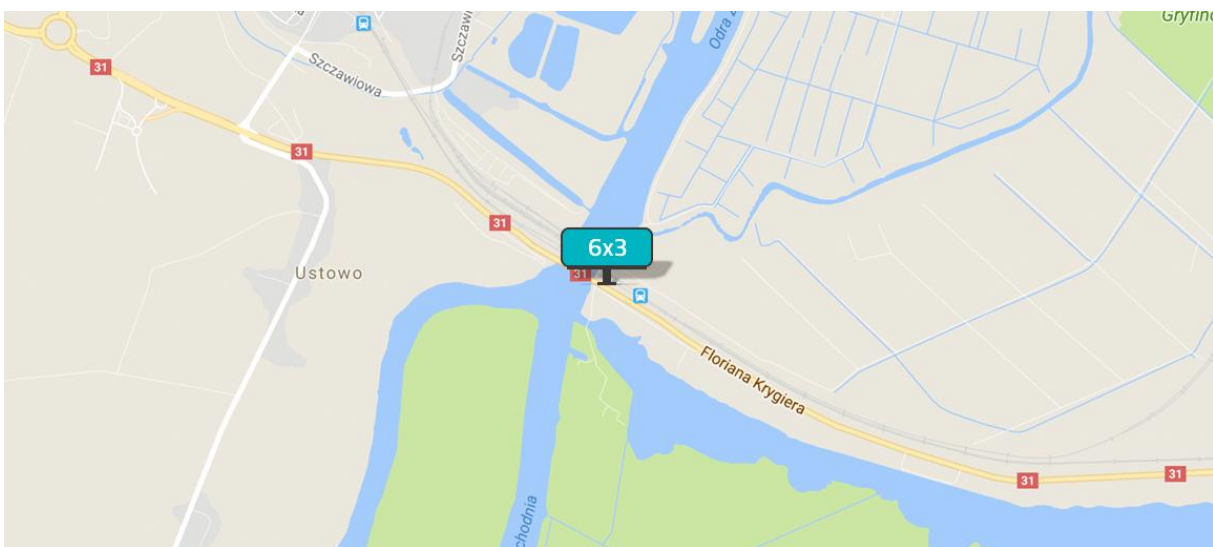 Gryfino
31
Szczawiowa
Szczawi
Odra Z
31
31
6x3
31
Ustowo
Floriana Krygiera
31
31
chodnia